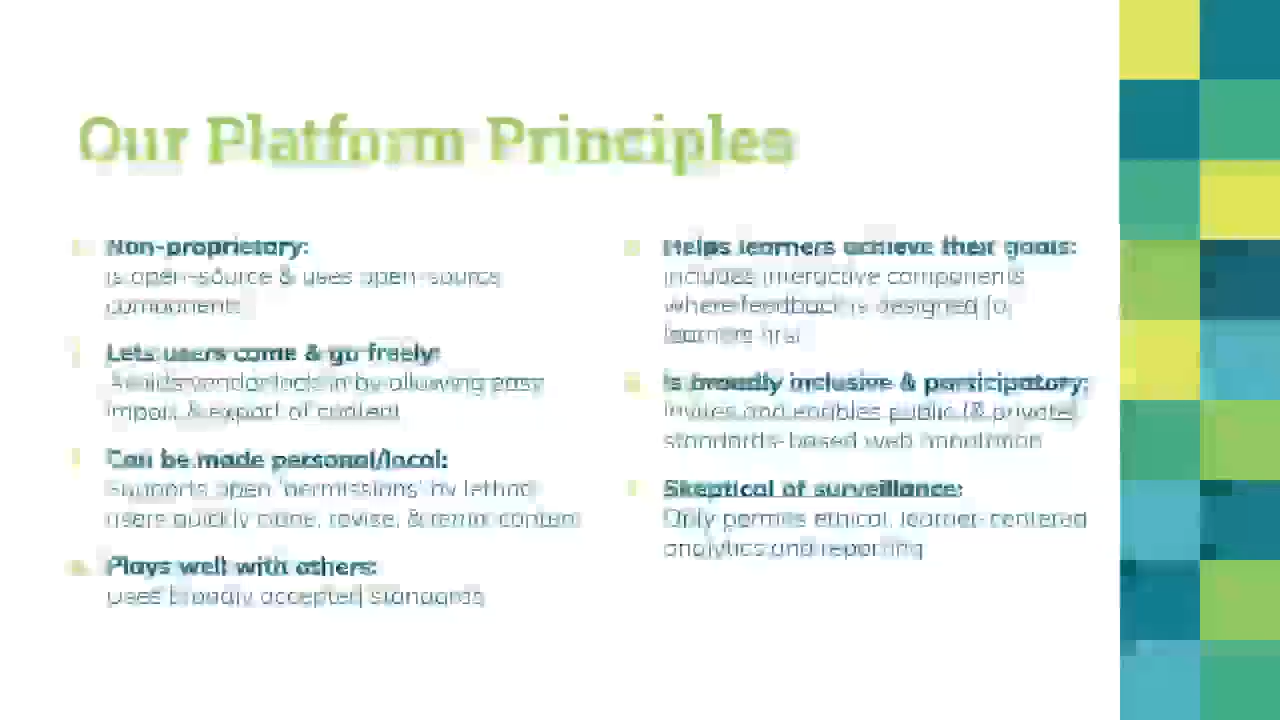 Our Platform Principles
Non-proprietary:
Is open-source & uses open-source
components
Lets users come & go freely:
Avoids vendor lock in by allowing easy
import & export of content
Can be made personal/local:
Supports open 'permissions' by letting
users quickly clone, revise, & remix content
Plays well with others:
Uses broadly accepted standards
Helps learners achieve their goals:
Includes interactive components
where feedback is designed for
learners first
Is broadly inclusive & participatory:
Invites and enables public (& private)
standards-based web annotation
Skeptical of surveillance:
Only permits ethical, learner-centered
analytics and reporting